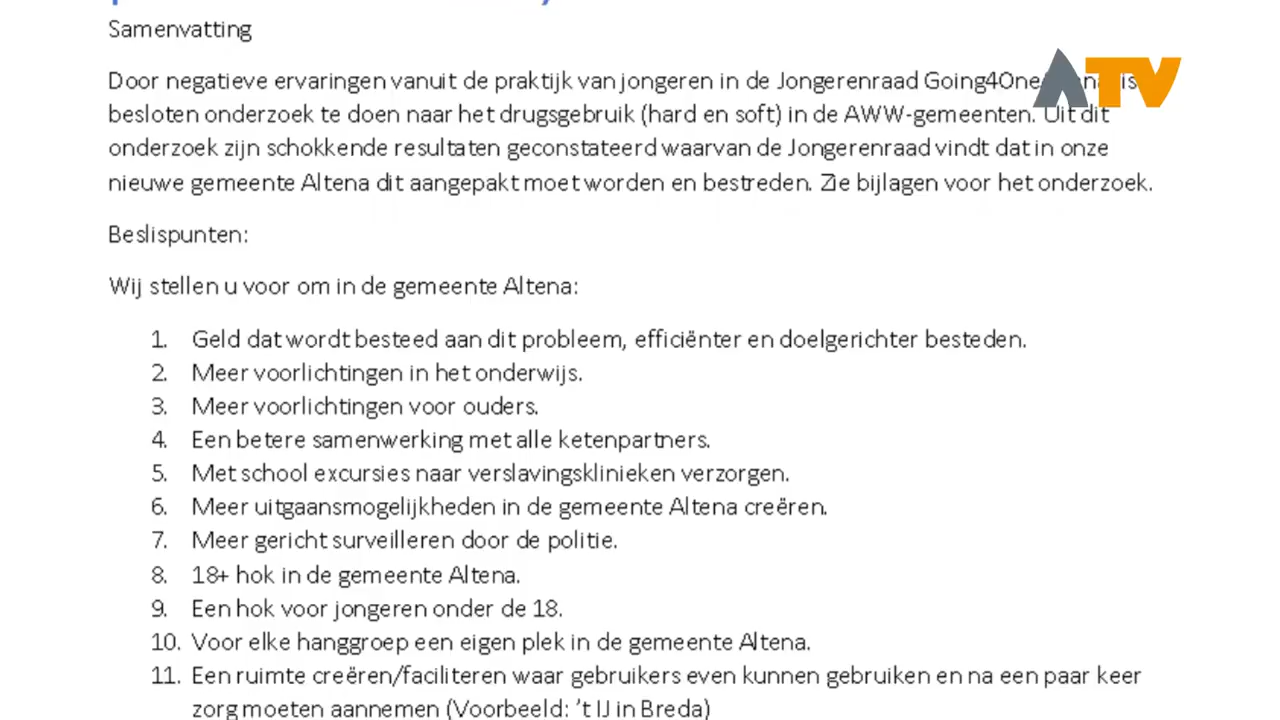 Samenvatting
Door negatieve ervaringen vanuit de praktijk van jongeren in de Jongerenraad is
besloten onderzoek te doen naar het drugsgebruik (hard en soft) in de AWW-gemeenten. Uit dit
onderzoek zijn schokkende resultaten geconstateerd waarvan de Jongerenraad vindt dat in onze
nieuwe gemeente Altena dit aangepakt moet worden en bestreden. Zie bijlagen voor het onderzoek.
Beslispunten:
Wij stellen u voor om in de gemeente Altena:
1. Geld dat wordt besteed aan dit probleem, efficiënter en doelgerichter besteden.
2. Meer voorlichtingen in het onderwijs.
3. Meer voorlichtingen voor ouders.
4. Een betere samenwerking met alle ketenpartners.
5. Met school excursies naar verslavingsklinieken verzorgen.
6. Meer uitgaansmogelijkheden in de gemeente Altena creëren.
7. Meer gericht surveilleren door de politie.
8. 18+ hok in de gemeente Altena.
9. Een hok voor jongeren onder de 18.
10. Voor elke hanggroep een eigen plek in de gemeente Altena.
11. Een ruimte creëren/faciliteren waar gebruikers even kunnen gebruiken en na een paar keer
zorg moeten aannemen (Voorbeeld: 't IJ in Breda)
ATV